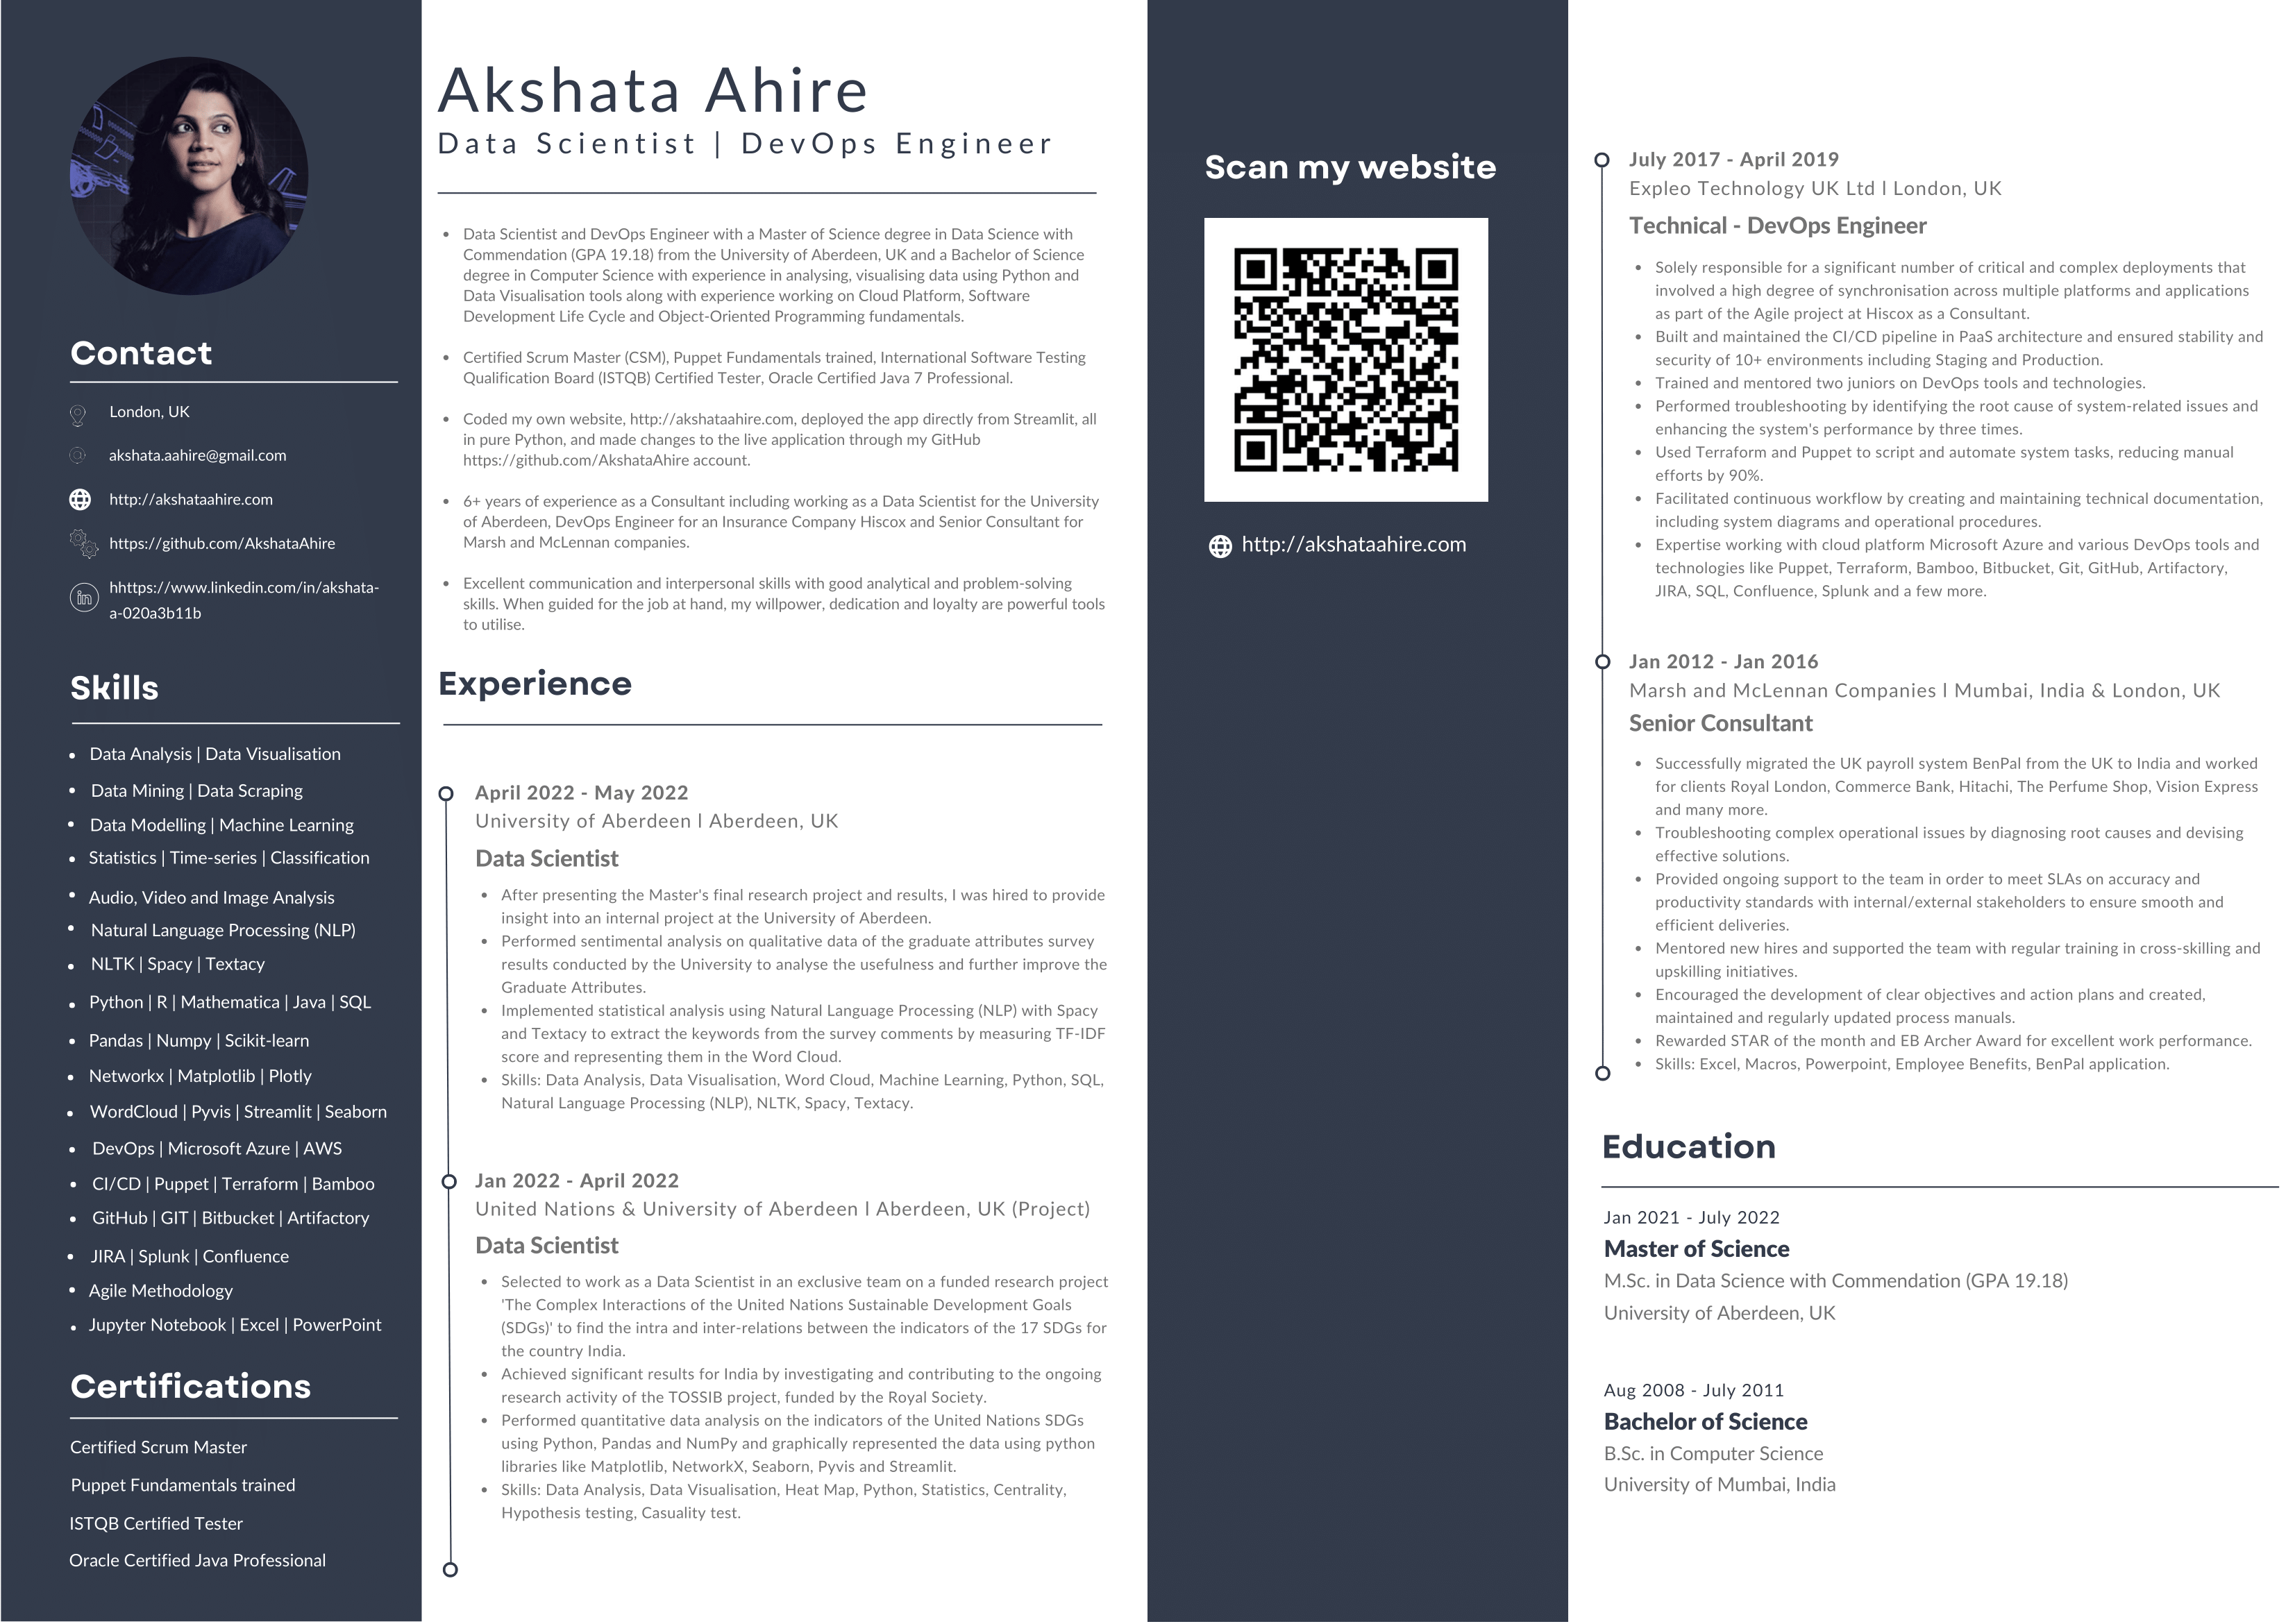 Akshata Ahire
Data Scientist | DevOps Engineer
Contact
London, UK
akshata.aahire@gmail.com
http://akshataahire.com
https://github.com/AkshataAhire
hhttps://www.linkedin.com/in/akshata-
a-020a3b11b
Skills
• Data Analysis | Data Visualisation
• Data Mining | Data Scraping
• Data Modelling | Machine Learning
• Statistics | Time-series | Classification
• Audio, Video and Image Analysis
• Natural Language Processing (NLP)
• NLTK | Spacy | Textacy
• Python | R | Mathematica | Java | SQL
• Pandas | Numpy | Scikit-learn
• Networkx | Matplotlib | Plotly
• WordCloud | Pyvis | Streamlit | Seaborn
• DevOps | Microsoft Azure | AWS
• CI/CD | Puppet | Terraform | Bamboo
• GitHub | GIT | Bitbucket | Artifactory
• JIRA | Splunk | Confluence
• Agile Methodology
• Jupyter Notebook | Excel | PowerPoint
Certifications
Certified Scrum Master
Puppet Fundamentals trained
ISTQB Certified Tester
Oracle Certified Java Professional
• Data Scientist and DevOps Engineer with a Master of Science degree in Data Science with
Commendation (GPA 19.18) from the University of Aberdeen, UK and a Bachelor of Science
degree in Computer Science with experience in analysing, visualising data using Python and
Data Visualisation tools along with experience working on Cloud Platform, Software
Development Life Cycle and Object-Oriented Programming fundamentals.
• Certified Scrum Master (CSM), Puppet Fundamentals trained, International Software Testing
Qualification Board (ISTQB) Certified Tester, Oracle Certified Java 7 Professional.
• Coded my own website, http://akshataahire.com, deployed the app directly from Streamlit, all
in pure Python, and made changes to the live application through my GitHub
https://github.com/AkshataAhire account.
• 6+ years of experience as a Consultant including working as a Data Scientist for the University
of Aberdeen, DevOps Engineer for an Insurance Company Hiscox and Senior Consultant for
Marsh and McLennan companies.
• Excellent communication and interpersonal skills with good analytical and problem-solving
skills. When guided for the job at hand, my willpower, dedication and loyalty are powerful tools
to utilise.
Experience
April 2022 - May 2022
University of Aberdeen l Aberdeen, UK
Data Scientist
• After presenting the Master's final research project and results, I was hired to provide
insight into an internal project at the University of Aberdeen.
• Performed sentimental analysis on qualitative data of the graduate attributes survey
results conducted by the University to analyse the usefulness and further improve the
Graduate Attributes.
• Implemented statistical analysis using Natural Language Processing (NLP) with Spacy
and Textacy to extract the keywords from the survey comments by measuring TF-IDF
score and representing them in the Word Cloud.
• Skills: Data Analysis, Data Visualisation, Word Cloud, Machine Learning, Python, SQL,
Natural Language Processing (NLP), NLTK, Spacy, Textacy.
Jan 2022 - April 2022
United Nations & University of Aberdeen l Aberdeen, UK (Project)
Data Scientist
• Selected to work as a Data Scientist in an exclusive team on a funded research project
'The Complex Interactions of the United Nations Sustainable Development Goals
(SDGs)' to find the intra and inter-relations between the indicators of the 17 SDGs for
the country India.
• Achieved significant results for India by investigating and contributing to the ongoing
research activity of the TOSSIB project, funded by the Royal Society.
• Performed quantitative data analysis on the indicators of the United Nations SDGs
using Python, Pandas and NumPy and graphically represented the data using python
libraries like Matplotlib, NetworkX, Seaborn, Pyvis and Streamlit.
• Skills: Data Analysis, Data Visualisation, Heat Map, Python, Statistics, Centrality,
Hypothesis testing, Casuality test.
Scan my website
http://akshataahire.com
July 2017 - April 2019
Expleo Technology UK Ltd l London, UK
Technical - DevOps Engineer
• Solely responsible for a significant number of critical and complex deployments that
involved a high degree of synchronisation across multiple platforms and applications
as part of the Agile project at Hiscox as a Consultant.
• Built and maintained the CI/CD pipeline in PaaS architecture and ensured stability and
security of 10+ environments including Staging and Production.
• Trained and mentored two juniors on DevOps tools and technologies.
• Performed troubleshooting by identifying the root cause of system-related issues and
enhancing the system's performance by three times.
• Used Terraform and Puppet to script and automate system tasks, reducing manual
efforts by 90%.
• Facilitated continuous workflow by creating and maintaining technical documentation,
including system diagrams and operational procedures.
• Expertise working with cloud platform Microsoft Azure and various DevOps tools and
technologies like Puppet, Terraform, Bamboo, Bitbucket, Git, GitHub, Artifactory,
JIRA, SQL, Confluence, Splunk and a few more.
Jan 2012 - Jan 2016
Marsh and McLennan Companies l Mumbai, India & London, UK
Senior Consultant
• Successfully migrated the UK payroll system BenPal from the UK to India and worked
for clients Royal London, Commerce Bank, Hitachi, The Perfume Shop, Vision Express
and many more.
• Troubleshooting complex operational issues by diagnosing root causes and devising
effective solutions.
• Provided ongoing support to the team in order to meet SLAs on accuracy and
productivity standards with internal/external stakeholders to ensure smooth and
efficient deliveries.
• Mentored new hires and supported the team with regular training in cross-skilling and
upskilling initiatives.
• Encouraged the development of clear objectives and action plans and created,
maintained and regularly updated process manuals.
• Rewarded STAR of the month and EB Archer Award for excellent work performance.
• Skills: Excel, Macros, Powerpoint, Employee Benefits, BenPal application.
Education
Jan 2021 - July 2022
Master of Science
M.Sc. in Data Science with Commendation (GPA 19.18)
University of Aberdeen, UK
Aug 2008 - July 2011
Bachelor of Science
B.Sc. in Computer Science
University of Mumbai, India